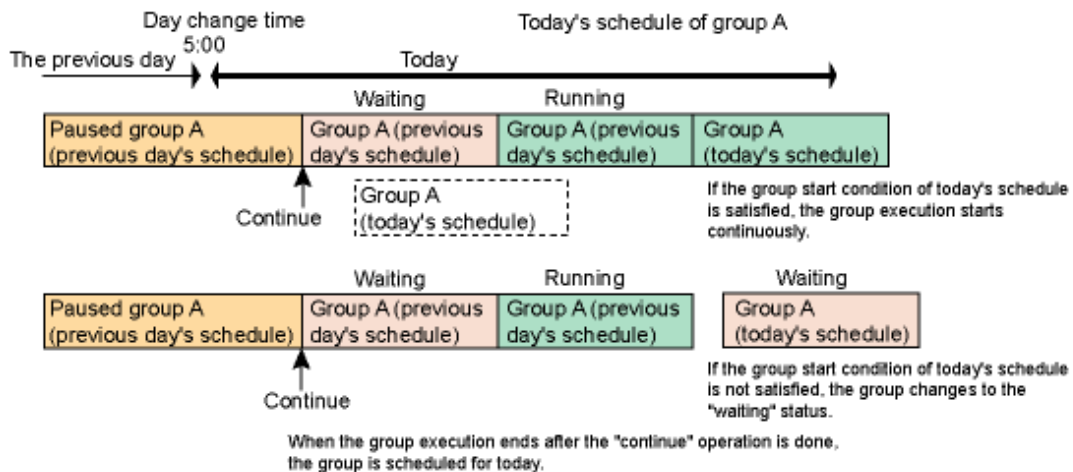 Day change time
5:00
Today's schedule of group A
The previous day
Today
Waiting
Running
Paused group A
(previous day's schedule)
Group A (previous
day's schedule)
Group A (previous
day's schedule)
Group A
(today's schedule)
Continue
Group A
(today's schedule)
If the group start condition of today's schedule
is satisfied, the group execution starts
continuously.
Waiting
Running
Waiting
Paused group A
(previous day's schedule)
Group A (previous
day's schedule)
Group A (previous
day's schedule)
Group A
(today's schedule)
Continue
If the group start condition of today's schedule
is not satisfied, the group changes to the
"waiting" status.
When the group execution ends after the "continue" operation is done,
the group is scheduled for today.